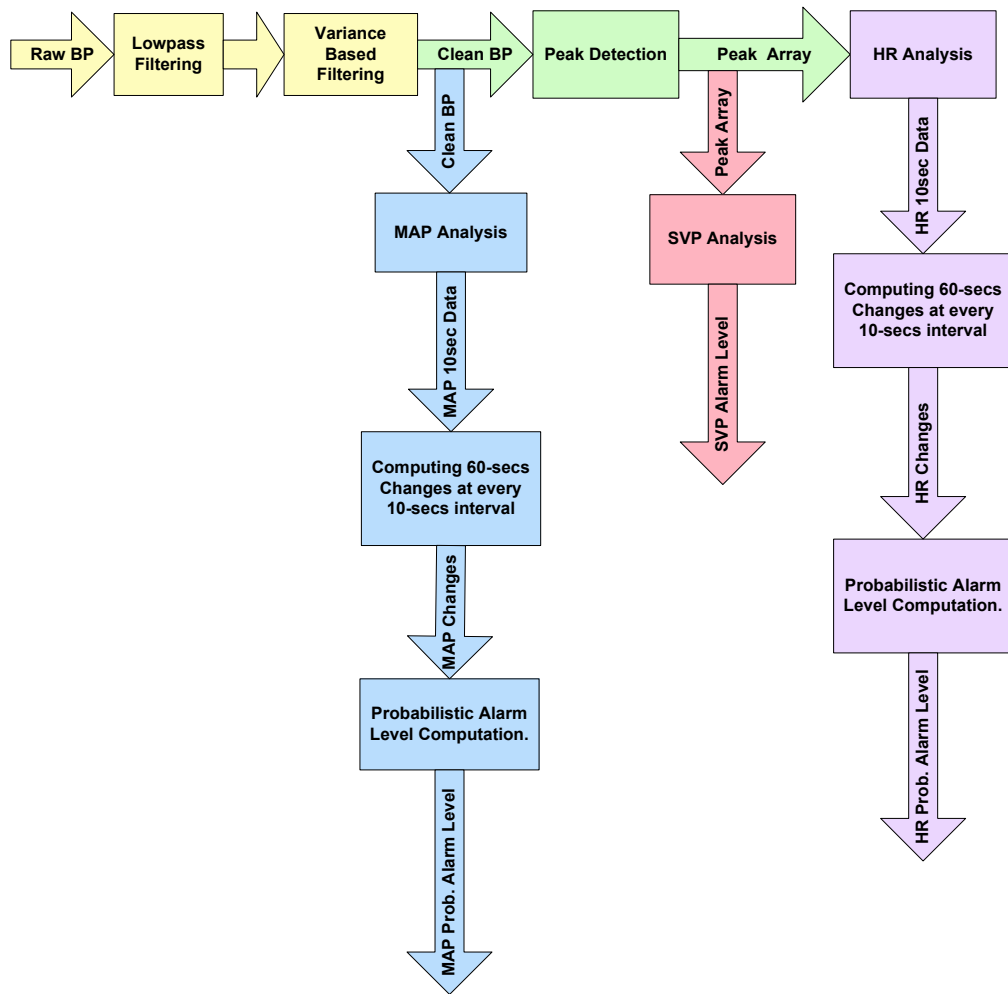 Raw BP
Lowpass
Filtering
Variance
Based
Filtering
Clean BP
Peak Detection
Peak Array
HR Analysis
Clean BP
MAP Analysis
MAP 10sec Data
Computing 60-secs
Changes at every
10-secs interval
MAP Changes
Probabilistic Alarm
Level Computation.
MAP Prob. Alarm Level
Peak Array
SVP Analysis
SVP Alarm Level
HR 10sec Data
Computing 60-secs
Changes at every
10-secs interval
HR Changes
Probabilistic Alarm
Level Computation.
HR Prob. Alarm Level